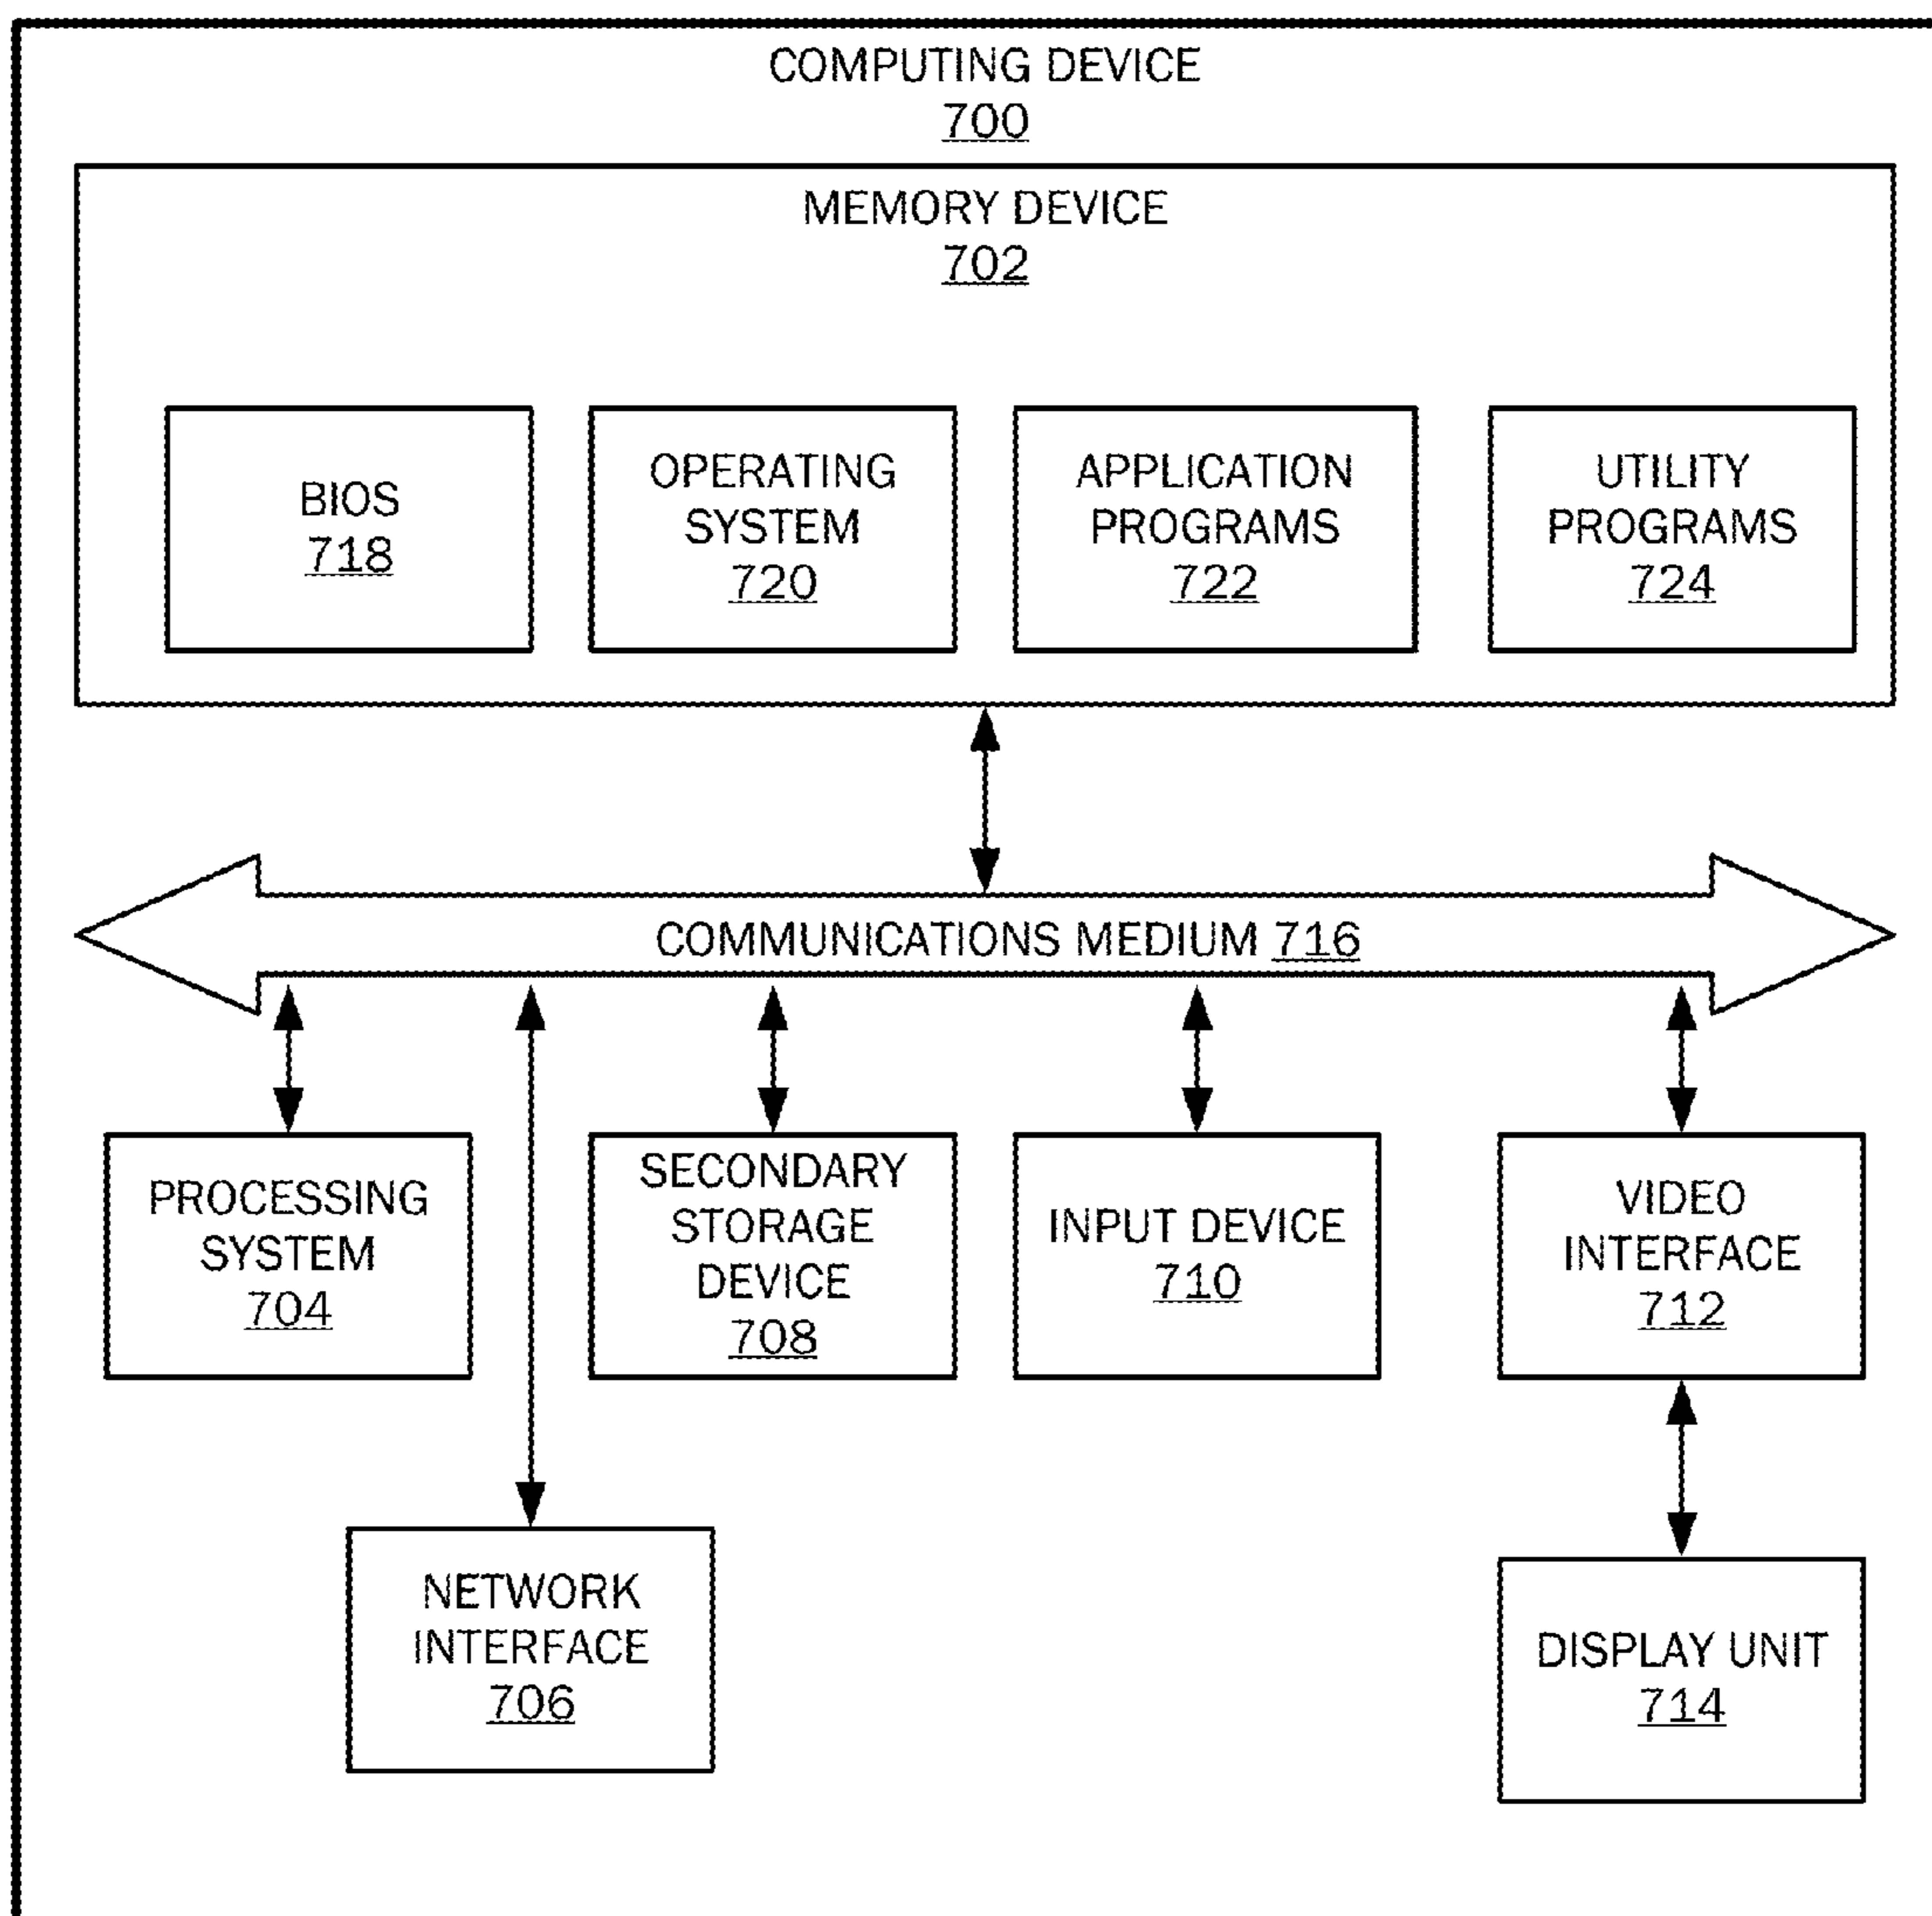 COMPUTING DEVICE
700
MEMORY DEVICE
702
BIOS
718
OPERATING
SYSTEM
720
APPLICATION
PROGRAMS
722
UTILITY
PROGRAMS
724
COMMUNICATIONS MEDIUM 716
PROCESSING
SYSTEM
704
SECONDARY
STORAGE
DEVICE
708
INPUT DEVICE
710
VIDEO
INTERFACE
712
NETWORK
INTERFACE
706
DISPLAY UNIT
714